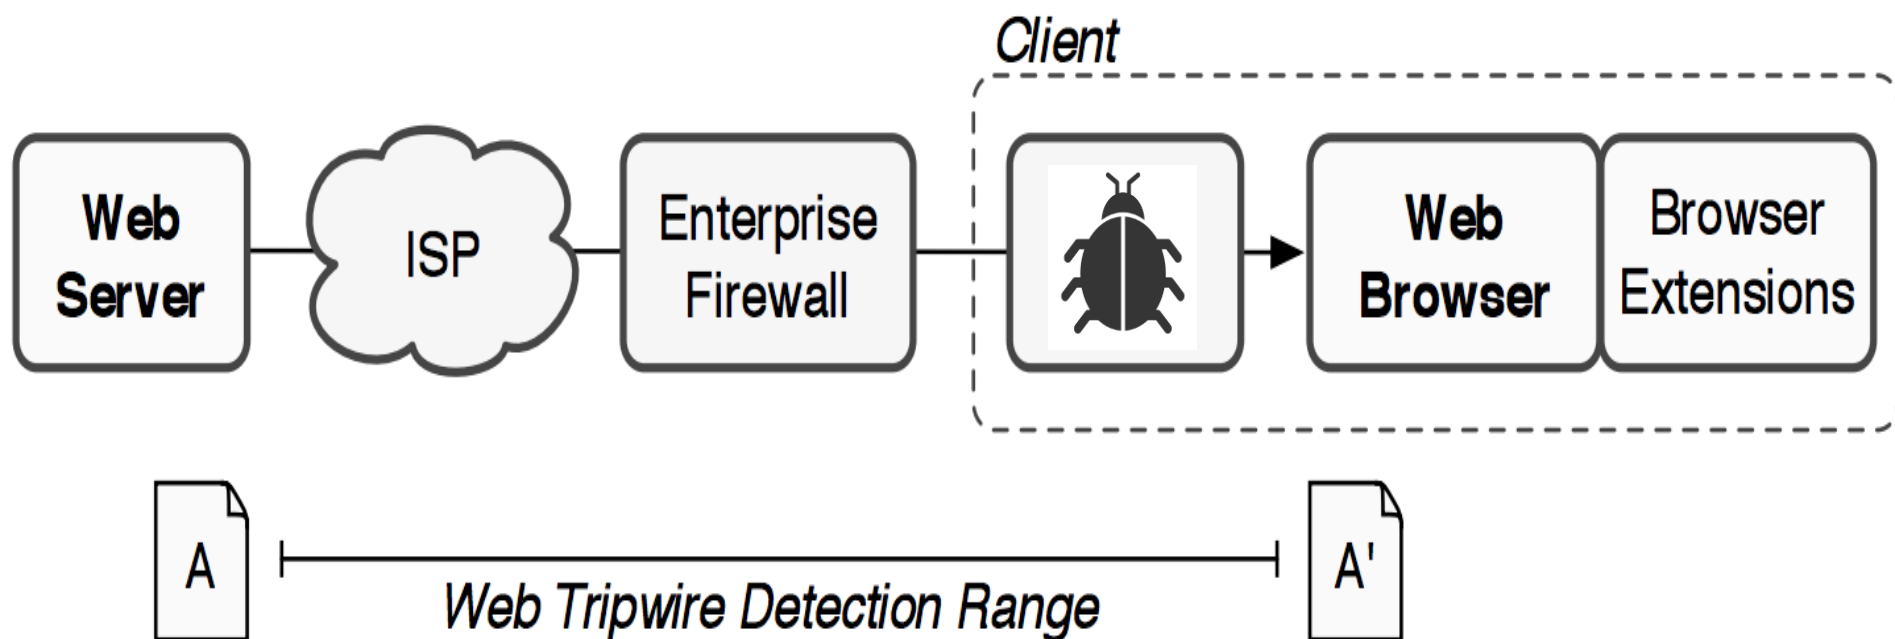 Client
Web
Server
ISP
Enterprise
Firewall
Web
Browser
Browser
Extensions
A
Web Tripwire Detection Range
A'